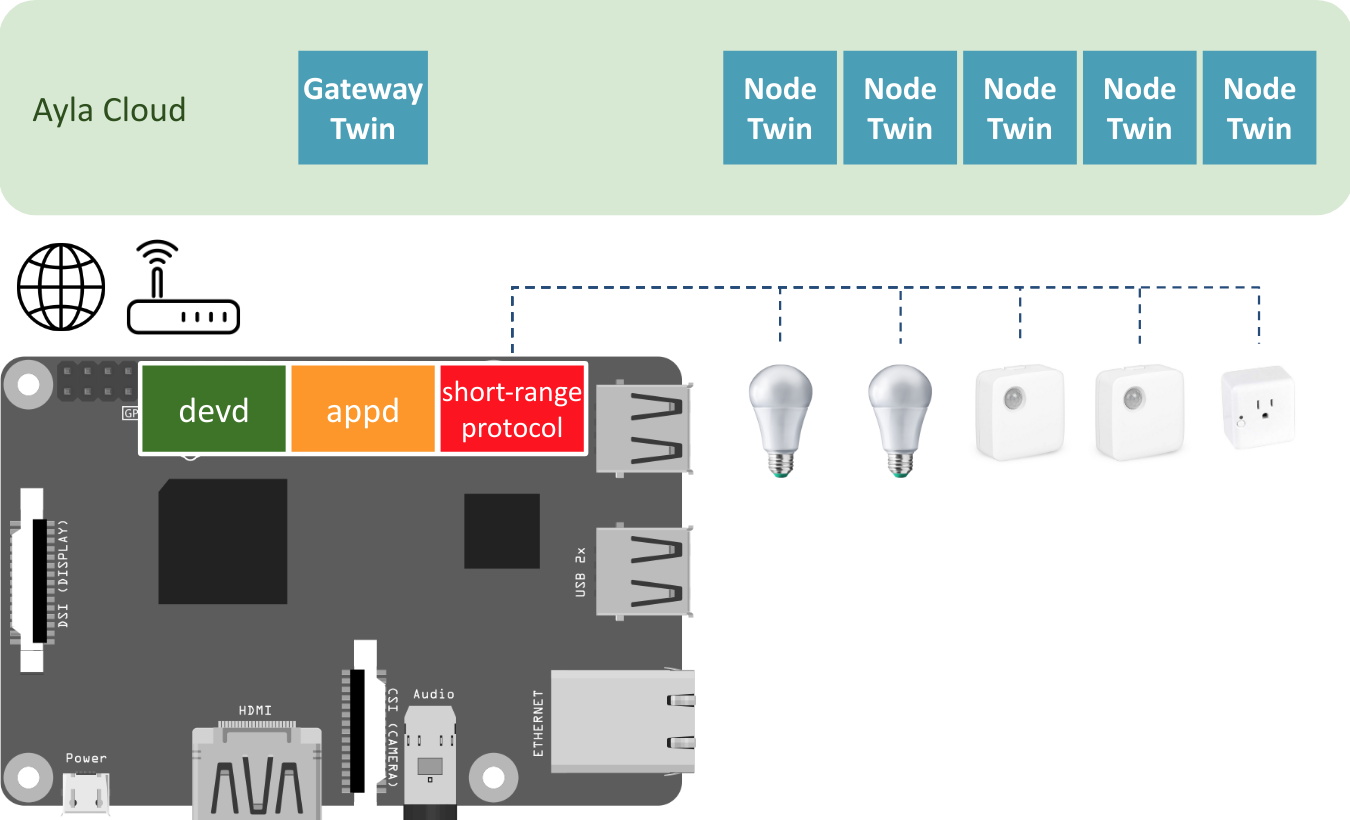 Ayla Cloud
Gateway
Twin
Node
Twin
Node
Twin
Node
Twin
Node
Twin
Node
Twin
devd
appd
short-range
protocol
GP
DSI (DISPLAY)
USB 2x
HDMI
CSI (CAMERA)
Audio
ETHERNET
Power